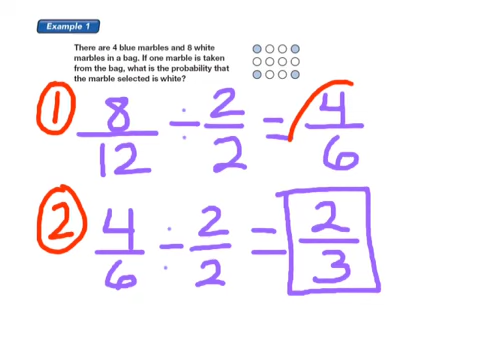 Example 1
There are 4 blue marbles and 8 white
marbles in a bag. If one marble is taken
from the bag, what is the probability that
the marble selected is white?
① 8/12 ÷ 2/2 = 4/6
② 4/6 ÷ 2/2 = 2/3